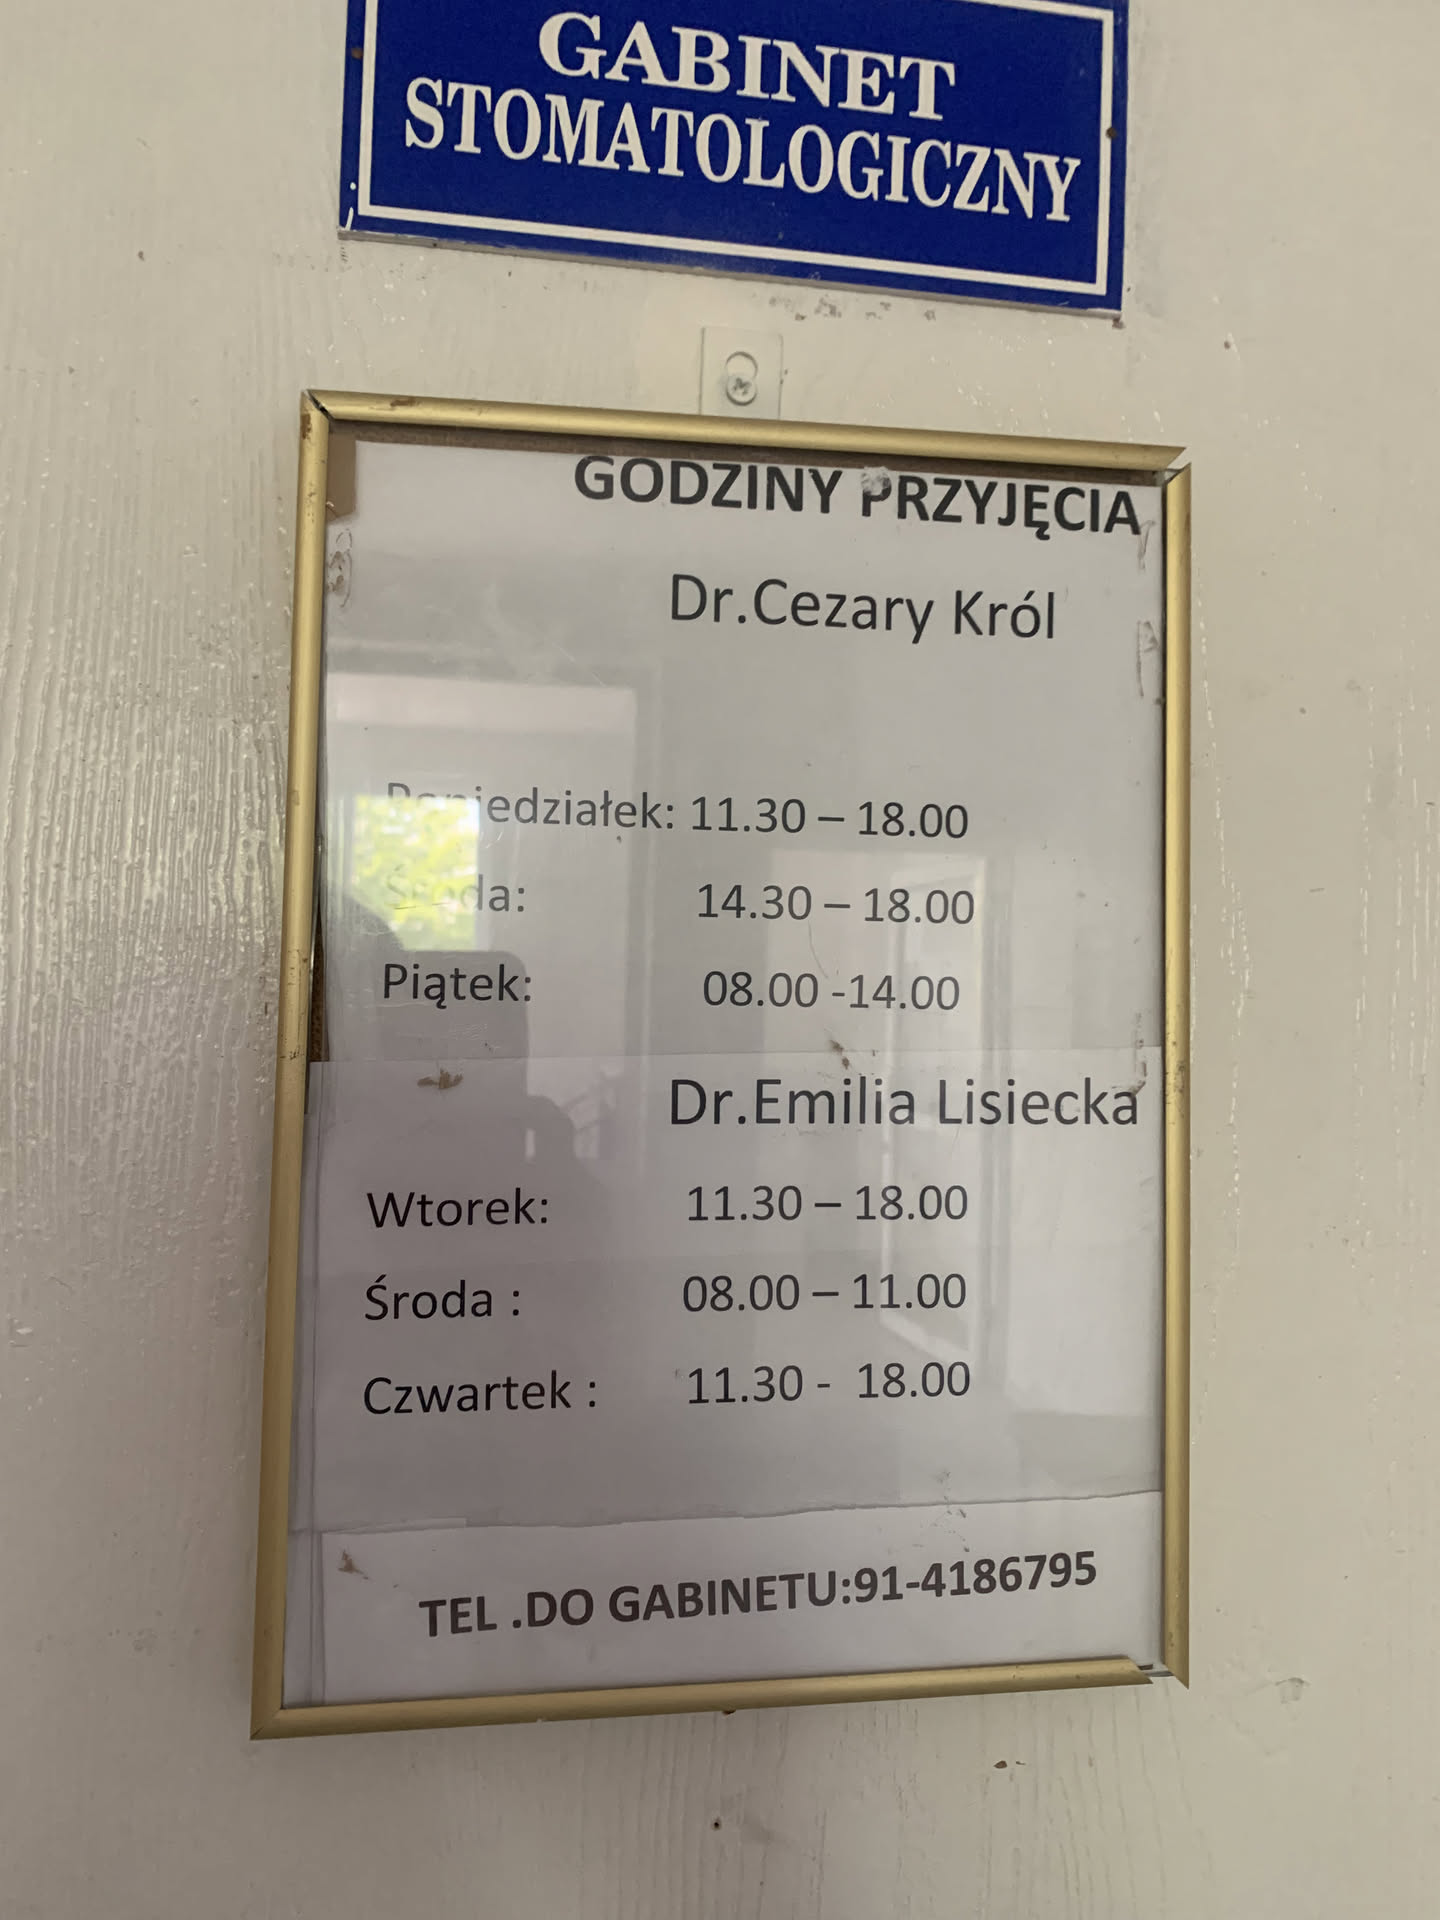 GABINET
STOMATOLOGICZNY
GODZINY PRZYJĘCIA
Dr.Cezary Król
Poniedziałek: 11.30 – 18.00
Środa: 14.30 – 18.00
Piątek: 08.00 -14.00
Dr.Emilia Lisiecka
Wtorek: 11.30 – 18.00
Środa : 08.00 – 11.00
Czwartek : 11.30 - 18.00
TEL .DO GABINETU:91-4186795